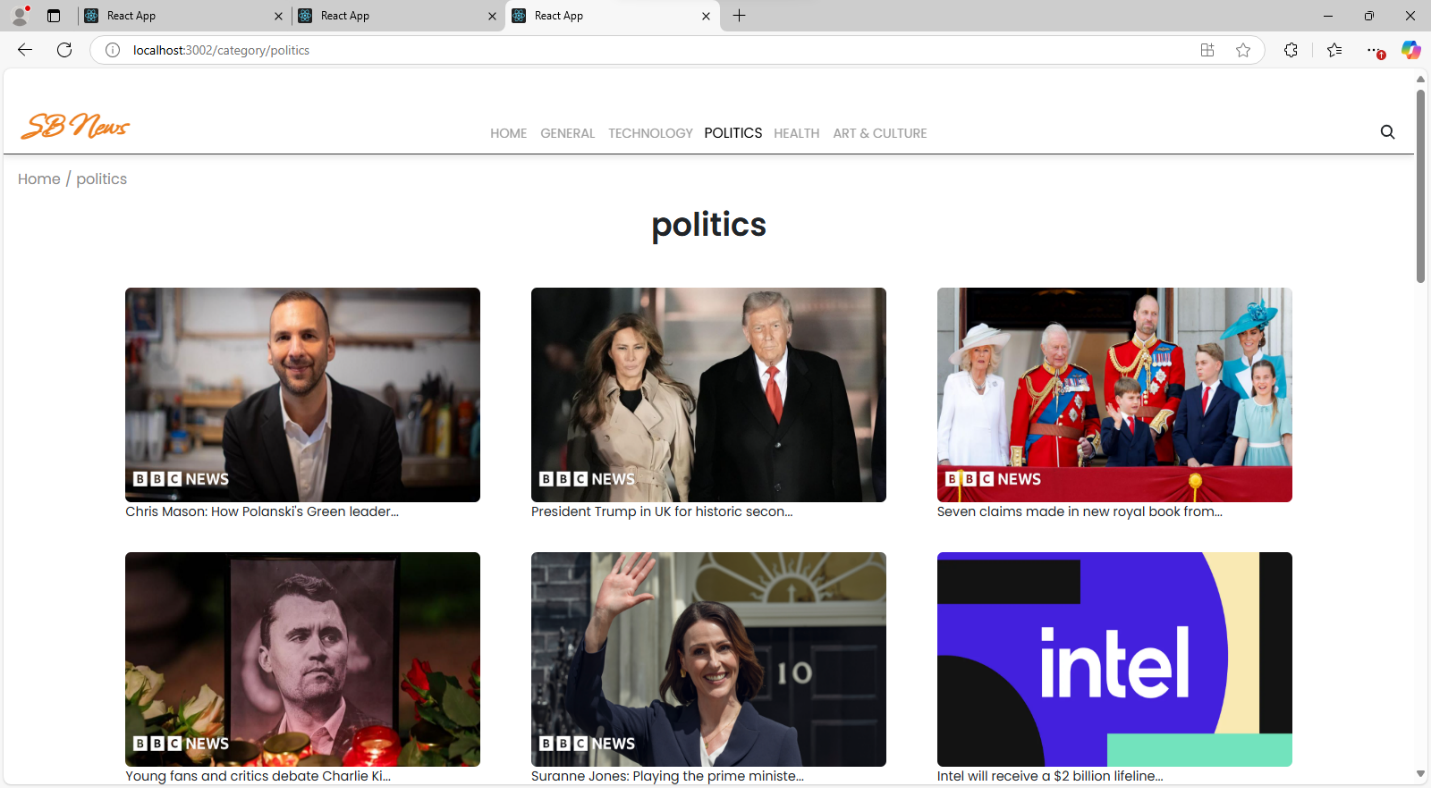 React App
React App
React App
localhost:3002/category/politics
SB News
HOME GENERAL TECHNOLOGY POLITICS HEALTH ART & CULTURE
Home / politics
politics
BBC NEWS
BBC NEWS
BBC NEWS
Chris Mason: How Polanski's Green leader...
President Trump in UK for historic secon...
Seven claims made in new royal book from...
BBC NEWS
10
BBC NEWS
intel
Young fans and critics debate Charlie Ki...
Suranne Jones: Playing the prime ministe...
Intel will receive a $2 billion lifeline...